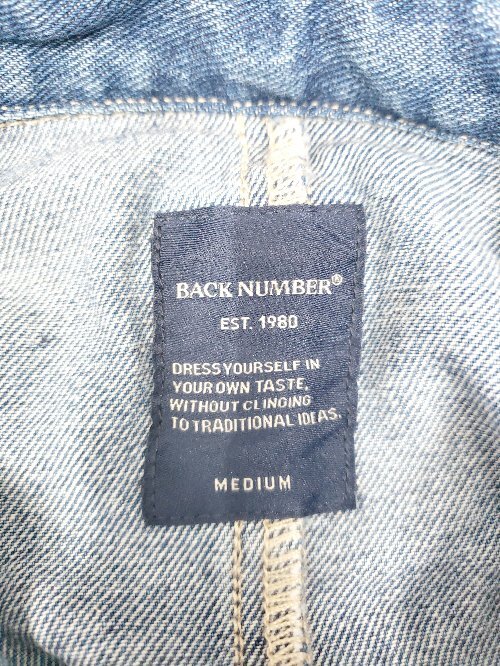 BACK NUMBER®
EST. 1980
DRESS YOURSELF IN
YOUR OWN TASTE,
WITHOUT CLINGING
TO TRADITIONAL IDEAS.
MEDIUM